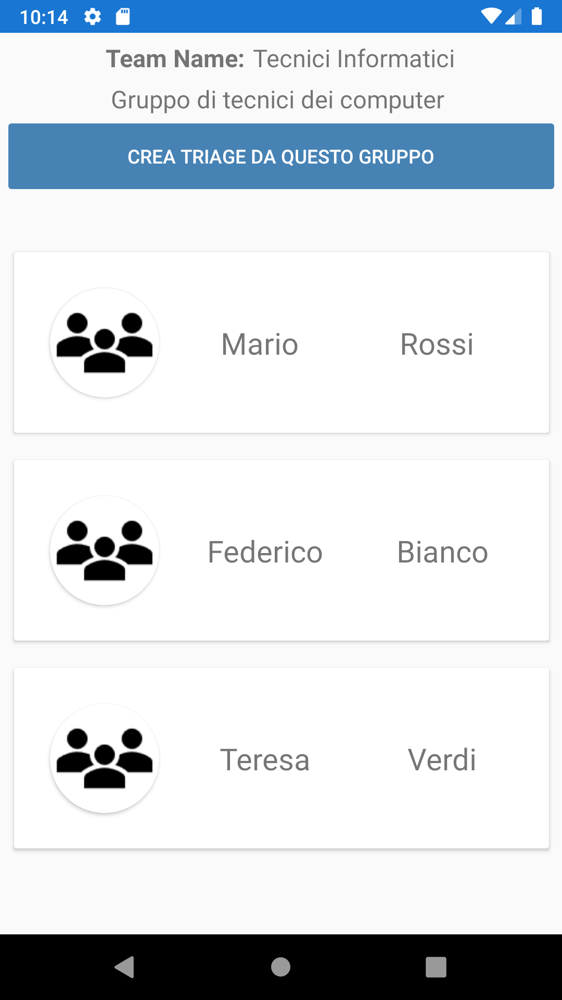 10:14
Team Name: Tecnici Informatici
Gruppo di tecnici dei computer
CREA TRIAGE DA QUESTO GRUPPO
Mario Rossi
Federico Bianco
Teresa Verdi